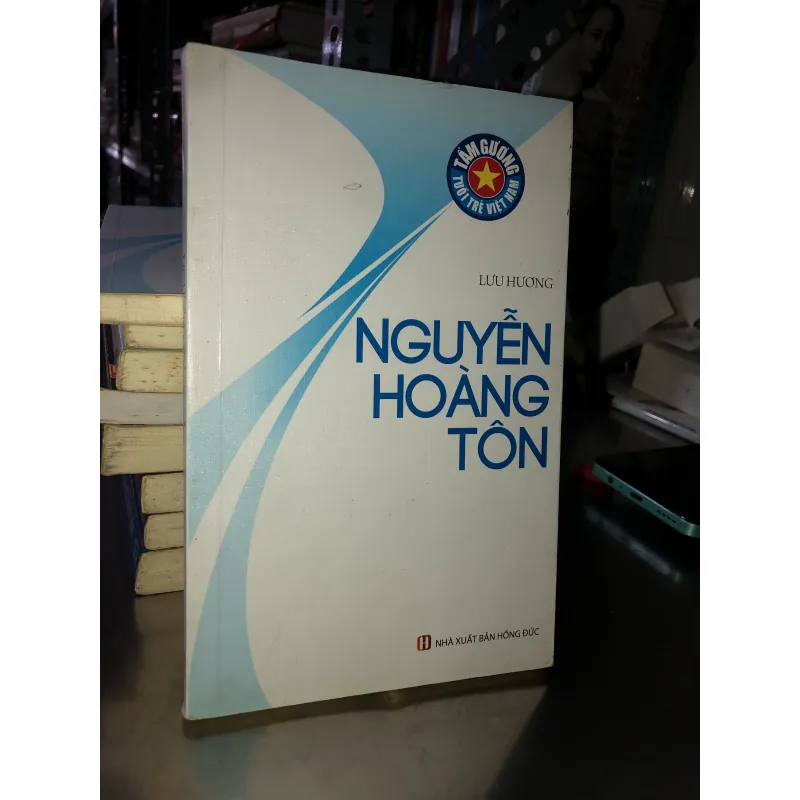 TẤM GƯƠNG
TUỔI TRẺ VIỆT NAM
LƯU HƯƠNG
NGUYỄN
HOÀNG
TÔN
NHÀ XUẤT BẢN HỒNG ĐỨC